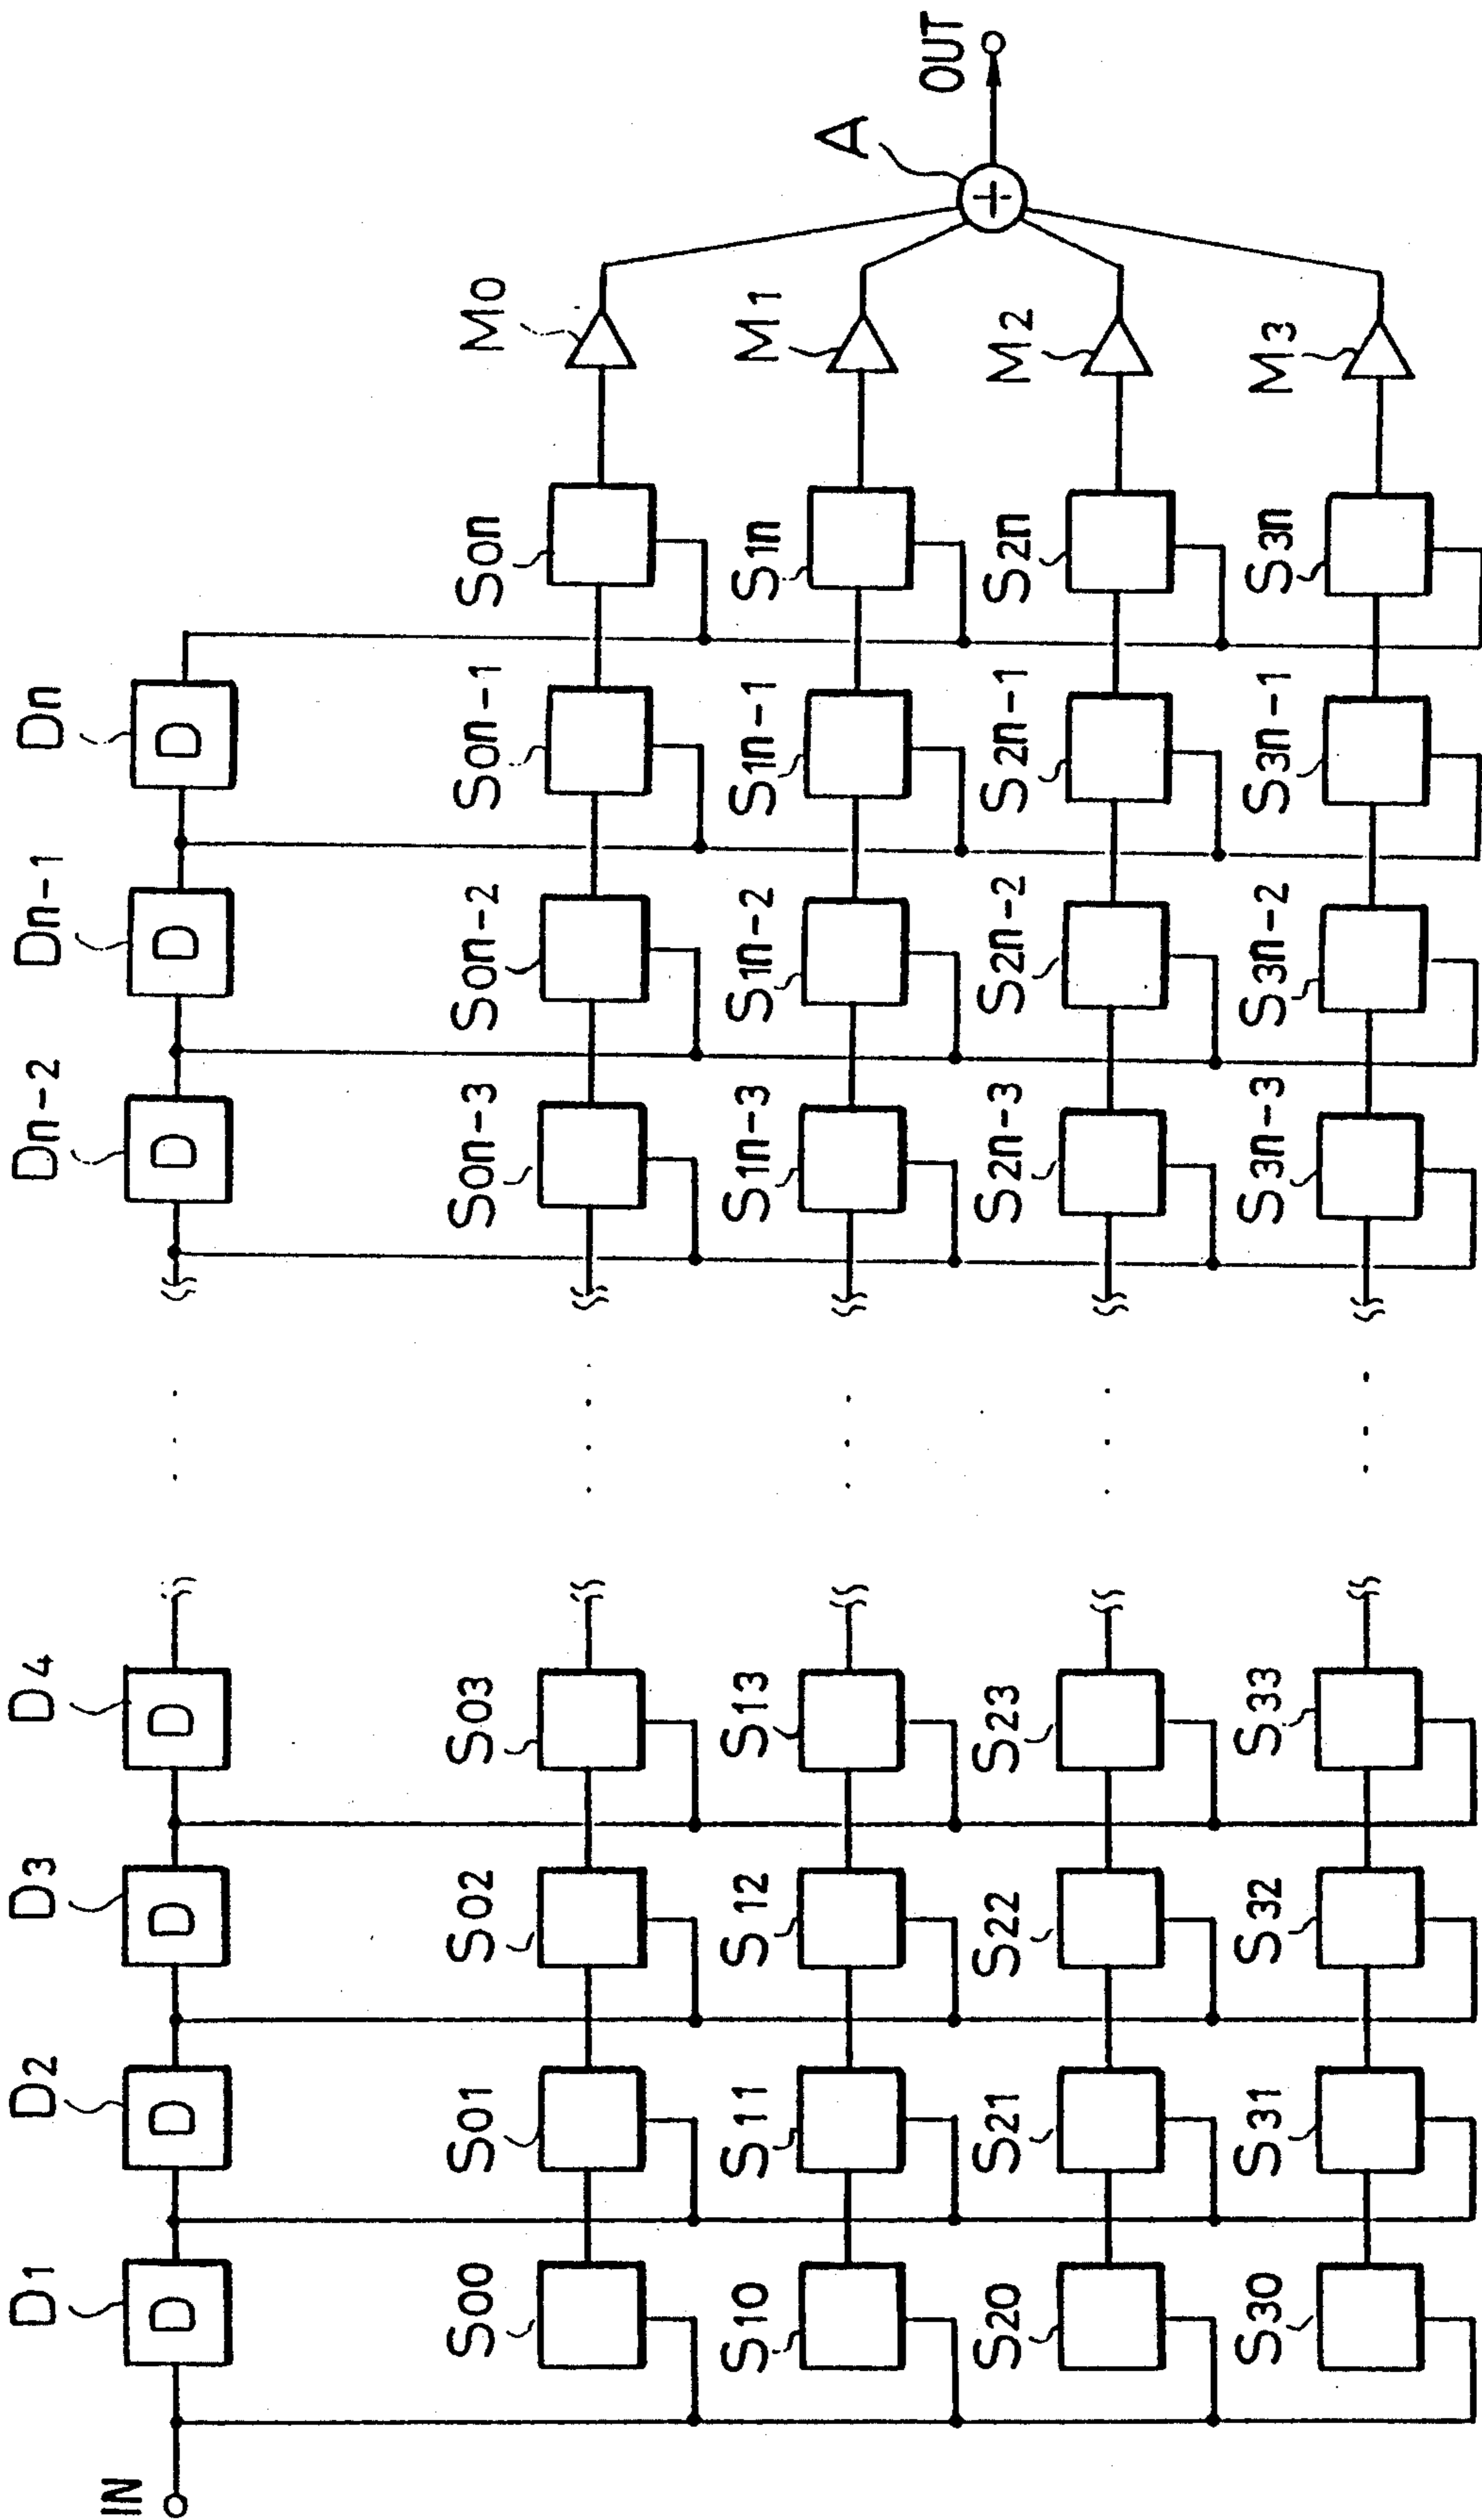 D1 D2 D3 D4 Dn-2 Dn-1 Dn
D D D D D D D
IN
S00 S01 S02 S03 S0n-3 S0n-2 S0n-1 S0n M0
S10 S11 S12 S13 S1n-3 S1n-2 S1n-1 S1n M1
A
OUT
+
S20 S21 S22 S23 S2n-3 S2n-2 S2n-1 S2n M2
S30 S31 S32 S33 S3n-3 S3n-2 S3n-1 S3n M3